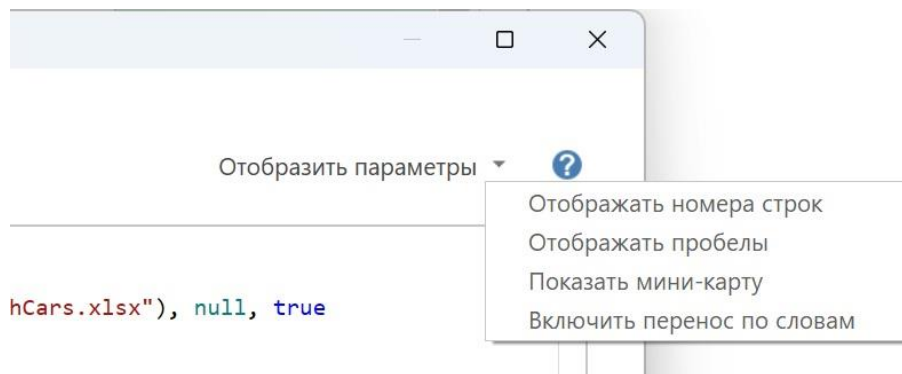 Отобразить параметры
Отображать номера строк
Отображать пробелы
Показать мини-карту
Включить перенос по словам
hCars.xlsx"), null, true